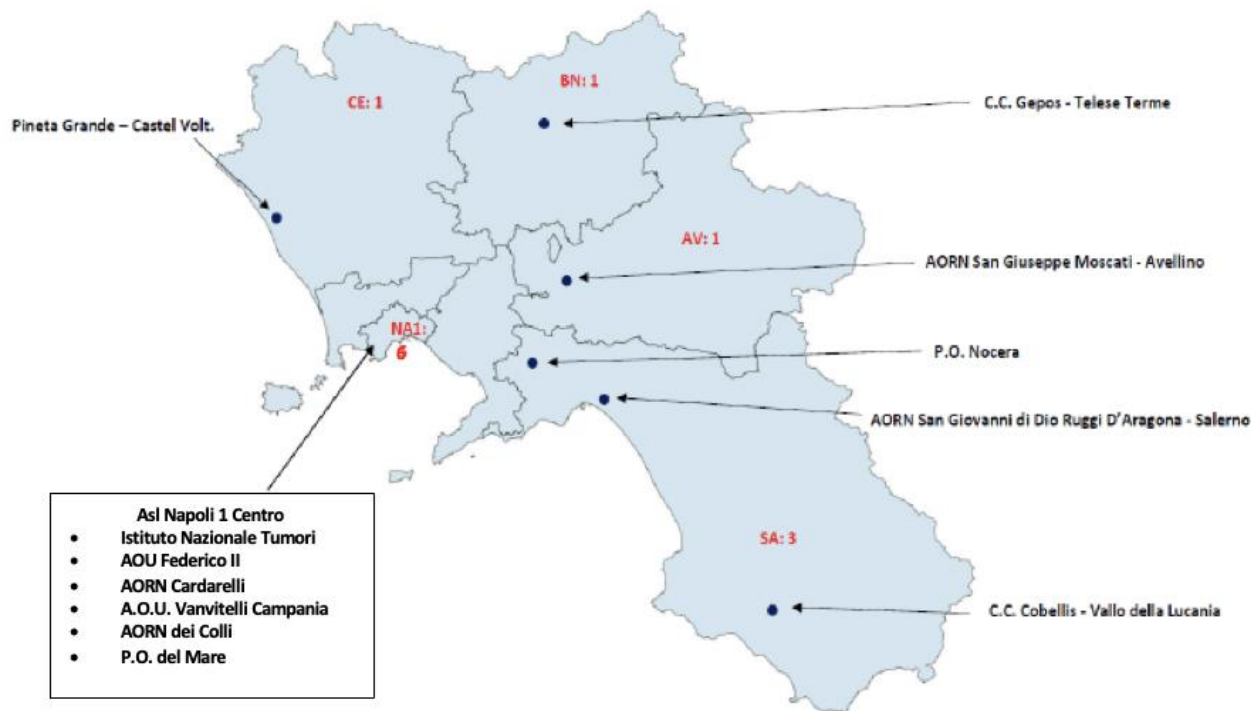 BN: 1
CE: 1
C.C. Gepos - Telese Terme
Pineta Grande – Castel Volt.
AV: 1
AORN San Giuseppe Moscati - Avellino
NA1:
6
P.O. Nocera
AORN San Giovanni di Dio Ruggi D'Aragona - Salerno
Asl Napoli 1 Centro
• Istituto Nazionale Tumori
• AOU Federico II
• AORN Cardarelli
• A.O.U. Vanvitelli Campania
• AORN dei Colli
• P.O. del Mare
SA: 3
C.C. Cobellis - Vallo della Lucania